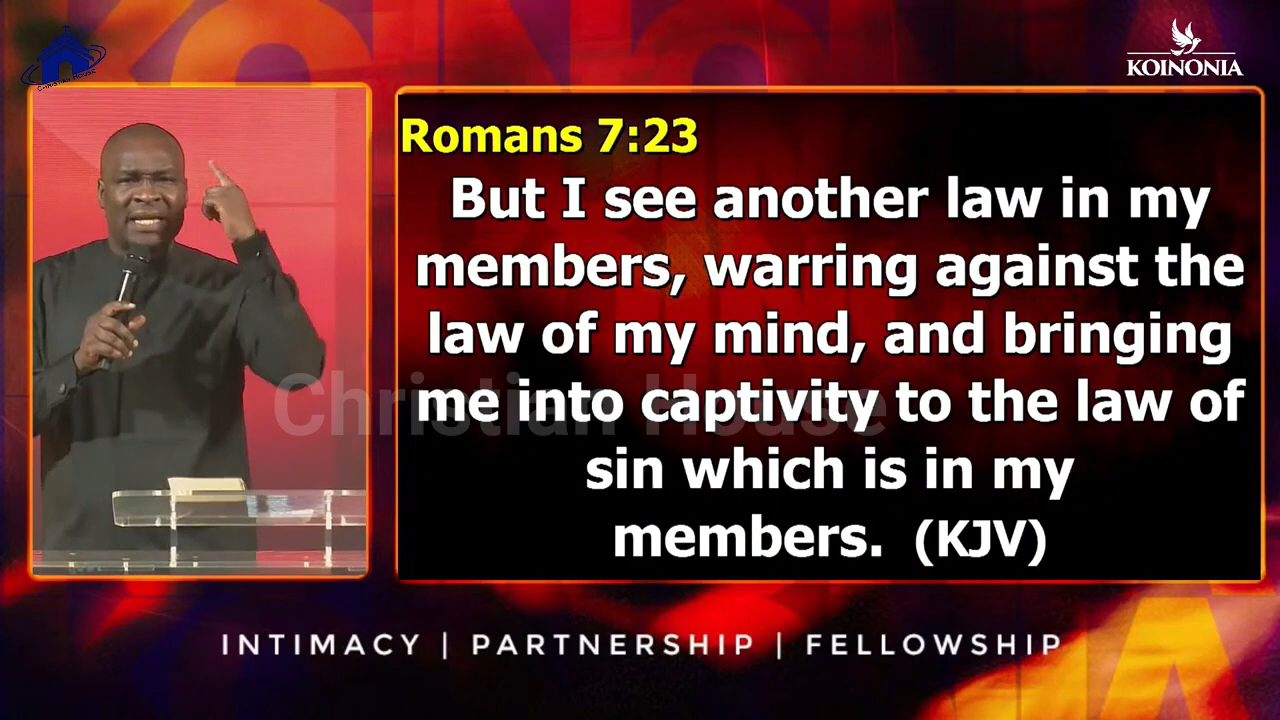 CHRISTIAN HOUSE
KOINONIA
Romans 7:23
But I see another law in my
members, warring against the
law of my mind, and bringing
me into captivity to the law of
sin which is in my
members. (KJV)
Christian House
INTIMACY | PARTNERSHIP | FELLOWSHIP